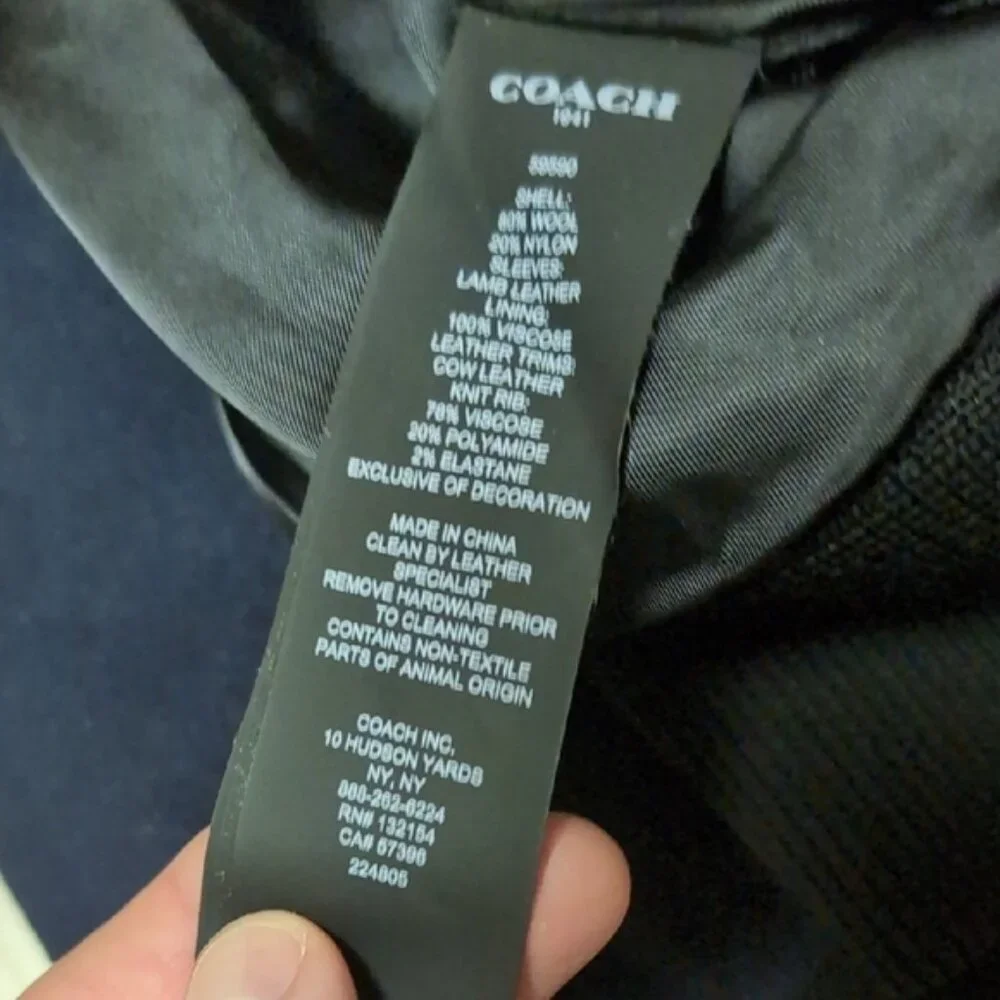 COACH
1941
59590
SHELL:
80% WOOL
20% NYLON
SLEEVES:
LAMB LEATHER
LINING:
100% VISCOSE
LEATHER TRIMS:
COW LEATHER
KNIT RIB:
78% VISCOSE
20% POLYAMIDE
2% ELASTANE
EXCLUSIVE OF DECORATION
MADE IN CHINA
CLEAN BY LEATHER
SPECIALIST
REMOVE HARDWARE PRIOR
TO CLEANING
CONTAINS NON-TEXTILE
PARTS OF ANIMAL ORIGIN
COACH INC.
10 HUDSON YARDS
NY, NY
888-262-6224
RN# 132164
CA# 57396
224805